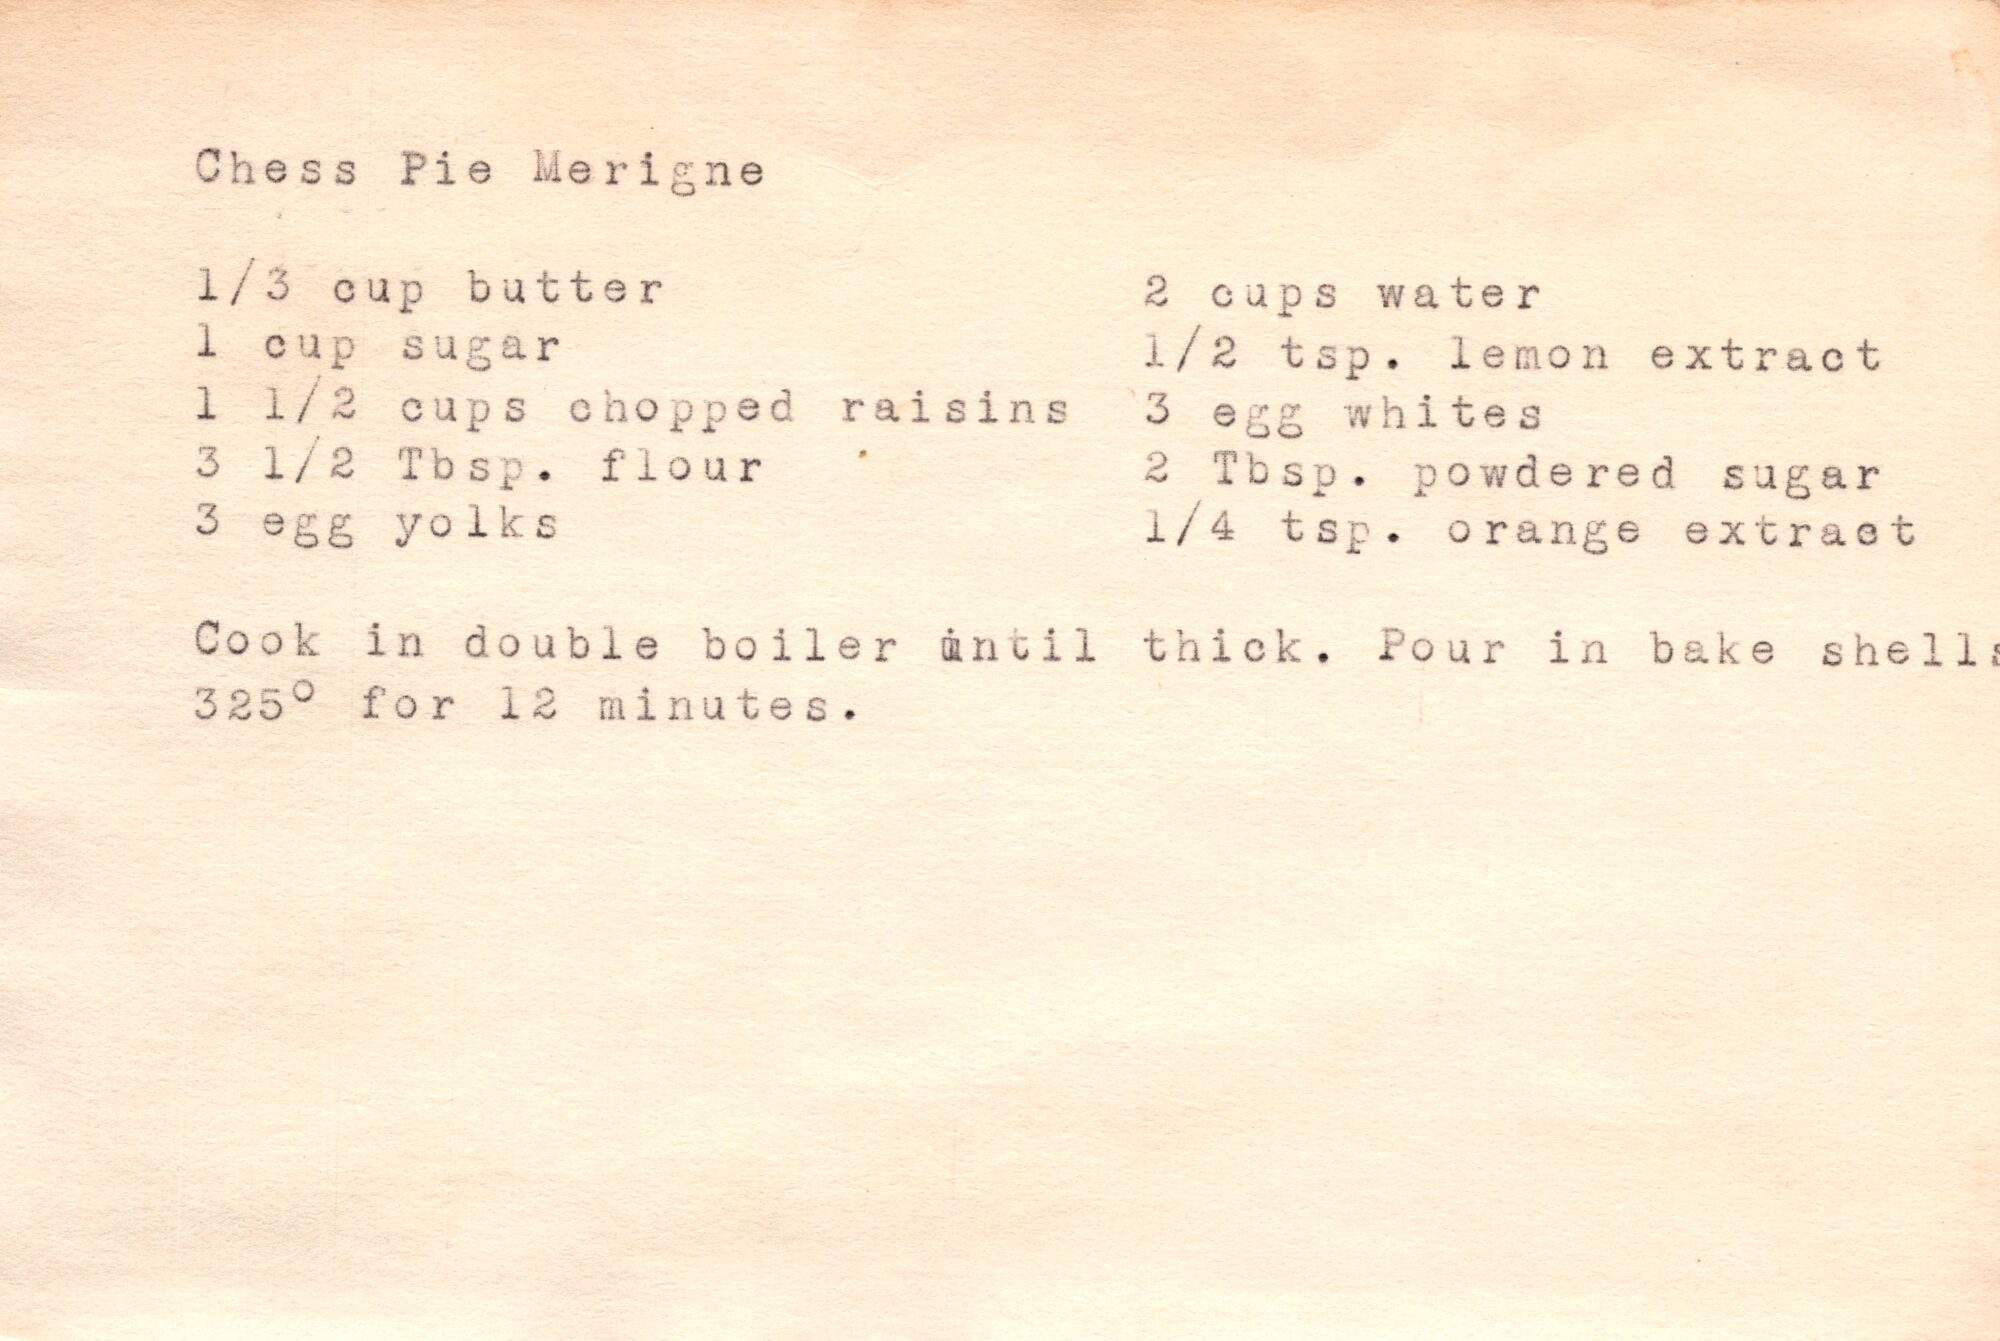 Chess Pie Merigne
1/3 cup butter
1 cup sugar
1 1/2 cups chopped raisins
3 1/2 Tbsp. flour
3 egg yolks
2 cups water
1/2 tsp. lemon extract
3 egg whites
2 Tbsp. powdered sugar
1/4 tsp. orange extract
Cook in double boiler until thick. Pour in bake shells
325° for 12 minutes.